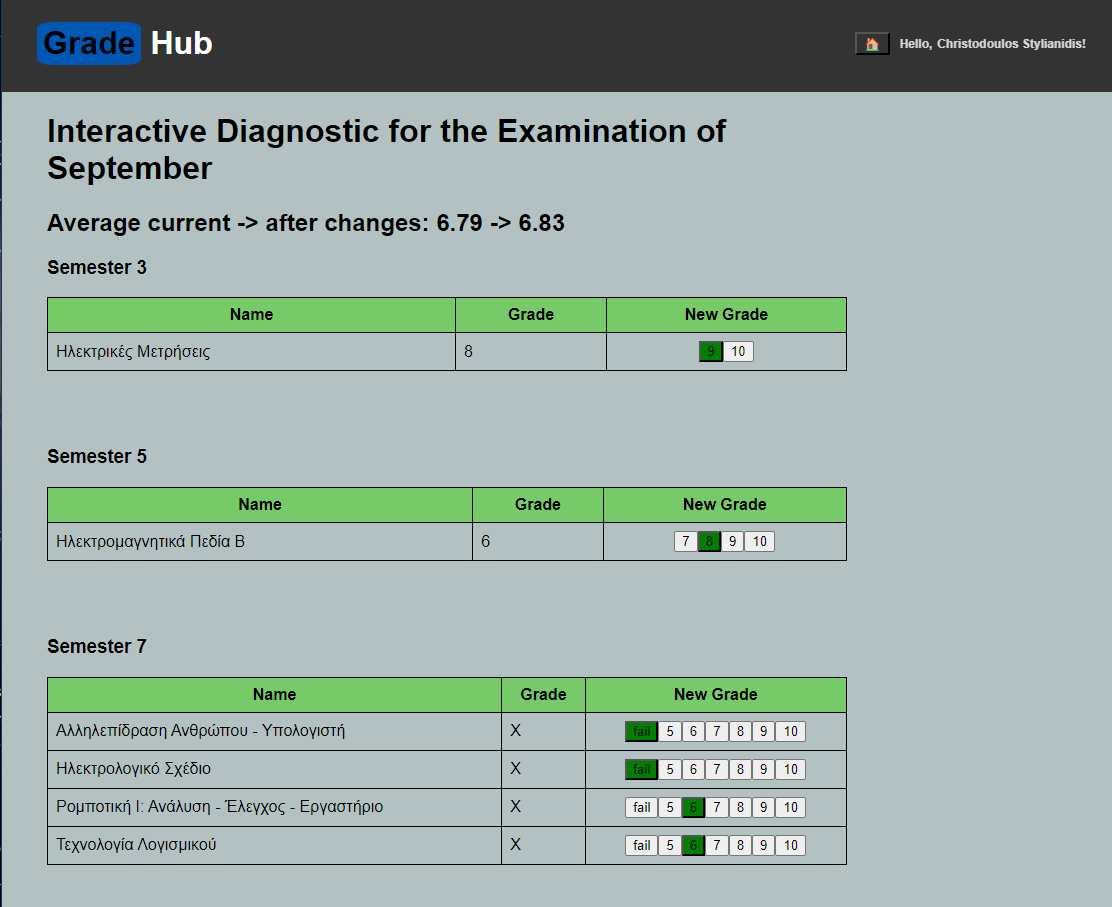 Grade Hub
Hello, Christodoulos Stylianidis!
Interactive Diagnostic for the Examination of
September
Average current -> after changes: 6.79 -> 6.83
Semester 3
Name Grade New Grade
Ηλεκτρικές Μετρήσεις 8 9 10
Semester 5
Name Grade New Grade
Ηλεκτρομαγνητικά Πεδία Β 6 7 8 9 10
Semester 7
Name Grade New Grade
Αλληλεπίδραση Ανθρώπου - Υπολογιστή X fail 5 6 7 8 9 10
Ηλεκτρολογικό Σχέδιο X fail 5 6 7 8 9 10
Ρομποτική Ι: Ανάλυση - Έλεγχος - Εργαστήριο X fail 5 6 7 8 9 10
Τεχνολογία Λογισμικού X fail 5 6 7 8 9 10